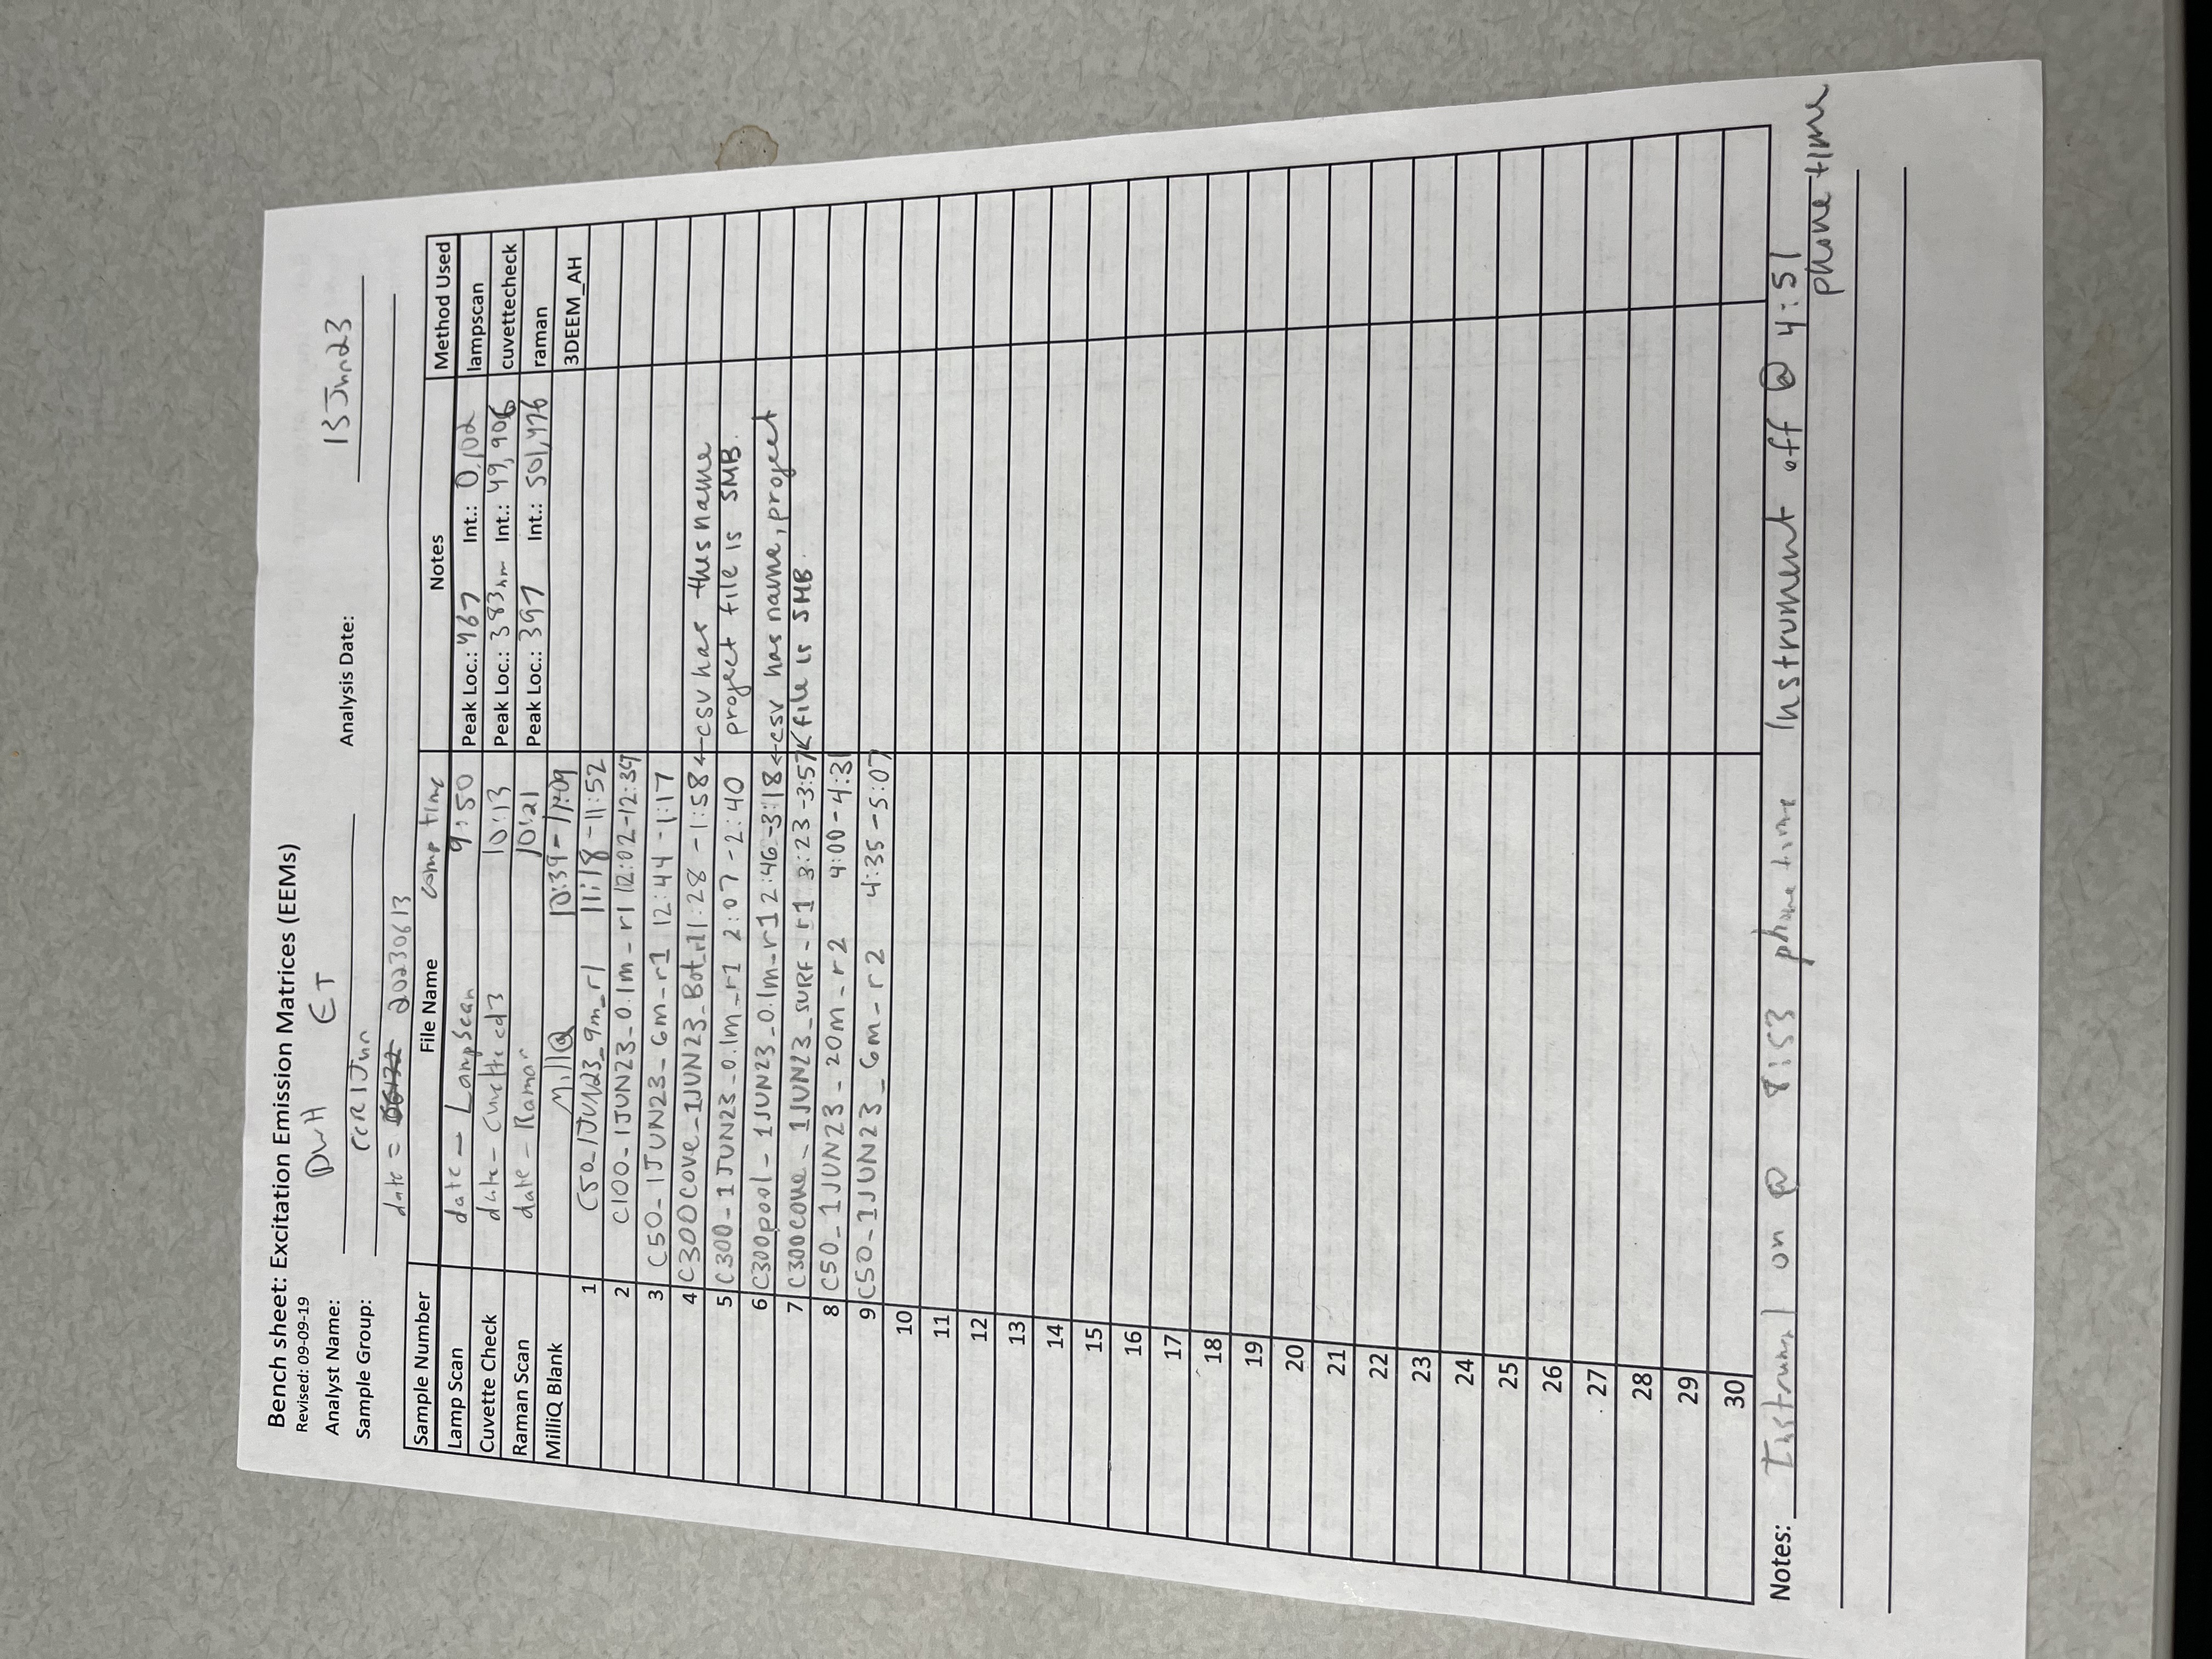 Bench sheet: Excitation Emission Matrices (EEMs)
Revised: 09-09-19
Analyst Name: DWH ET Analysis Date: 13Jun23
Sample Group: CCR1Jun
date = 20230613
Sample Number File Name comp time Notes Method Used
Lamp Scan date - LampScan 9:50 Peak Loc.: 467 Int.: 0,102 lampscan
Cuvette Check date - Cuvettecd3 10:13 Peak Loc.: 383nm Int.: 49,906 cuvettecheck
Raman Scan date - Raman 10:21 Peak Loc.: 397 Int.: 501,476 raman
MilliQ Blank MillQ 10:39 - 11:09 3DEEM_AH
1 C50_1JUN23_9m_r1 11:18 - 11:52
2 C100_1JUN23_0.1m_r1 12:02-12:34
3 C50_1JUN23_6m_r1 12:44 - 1:17
4 C300Cove_1JUN23_Bot_r1 1:28 - 1:58 ← csv has this name
5 C300_1JUN23_0.1m_r1 2:07 - 2:40 project file is SMB.
6 C300pool_1JUN23_0.1m_r1 2:46 - 3:18 ← csv has name, project
7 C300cove_1JUN23_SURF_r1 3:23 - 3:57 ↖ file is SMB.
8 C50_1JUN23_20m_r2 4:00 - 4:31
9 C50_1JUN23_6m_r2 4:35 - 5:07
10
11
12
13
14
15
16
17
18
19
20
21
22
23
24
25
26
27
28
29
30
Notes: Instrument on @ 8:53 phone time Instrument off @ 4:51
phone time